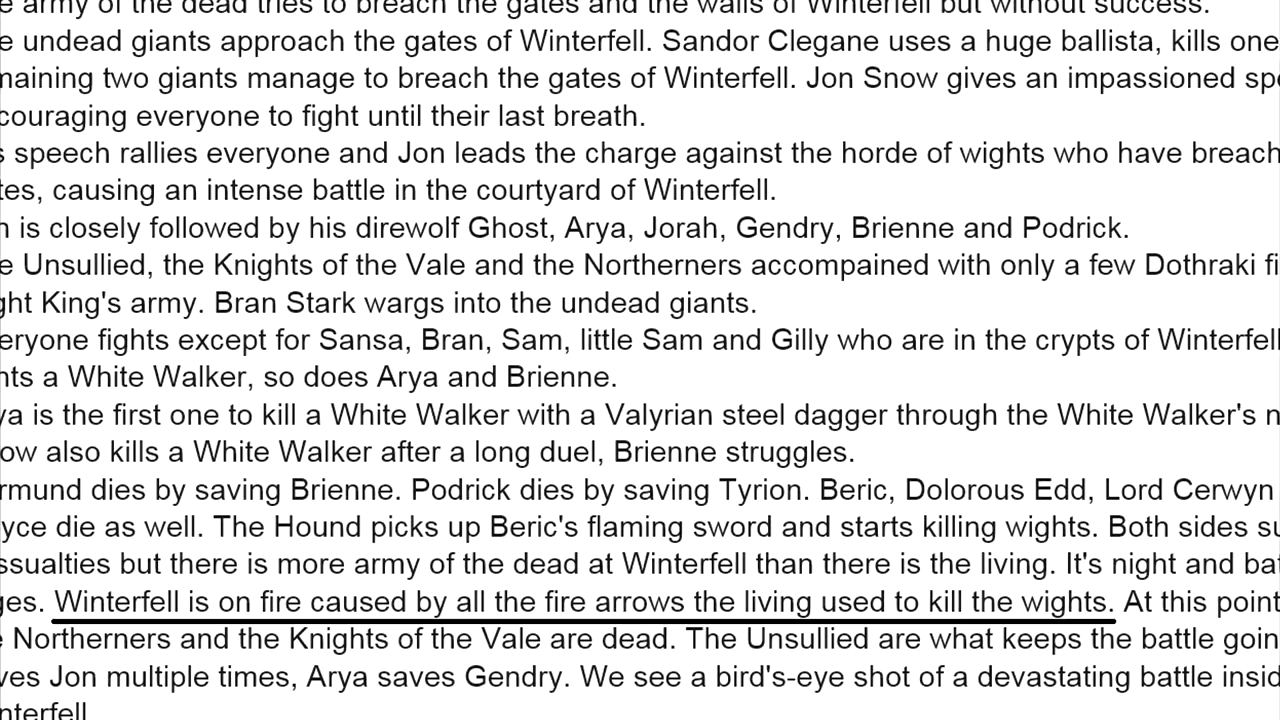 e army of the dead tries to breach the gates and the walls of Winterfell but without success.
e undead giants approach the gates of Winterfell. Sandor Clegane uses a huge ballista, kills one
maining two giants manage to breach the gates of Winterfell. Jon Snow gives an impassioned spe
couraging everyone to fight until their last breath.
s speech rallies everyone and Jon leads the charge against the horde of wights who have breach
tes, causing an intense battle in the courtyard of Winterfell.
n is closely followed by his direwolf Ghost, Arya, Jorah, Gendry, Brienne and Podrick.
e Unsullied, the Knights of the Vale and the Northerners accompained with only a few Dothraki fi
ght King's army. Bran Stark wargs into the undead giants.
eryone fights except for Sansa, Bran, Sam, little Sam and Gilly who are in the crypts of Winterfell
hts a White Walker, so does Arya and Brienne.
ya is the first one to kill a White Walker with a Valyrian steel dagger through the White Walker's n
ow also kills a White Walker after a long duel, Brienne struggles.
rmund dies by saving Brienne. Podrick dies by saving Tyrion. Beric, Dolorous Edd, Lord Cerwyn
yce die as well. The Hound picks up Beric's flaming sword and starts killing wights. Both sides su
ssualties but there is more army of the dead at Winterfell than there is the living. It's night and bat
ges. Winterfell is on fire caused by all the fire arrows the living used to kill the wights. At this point
e Northerners and the Knights of the Vale are dead. The Unsullied are what keeps the battle goin
ves Jon multiple times, Arya saves Gendry. We see a bird's-eye shot of a devastating battle insid
nterfell